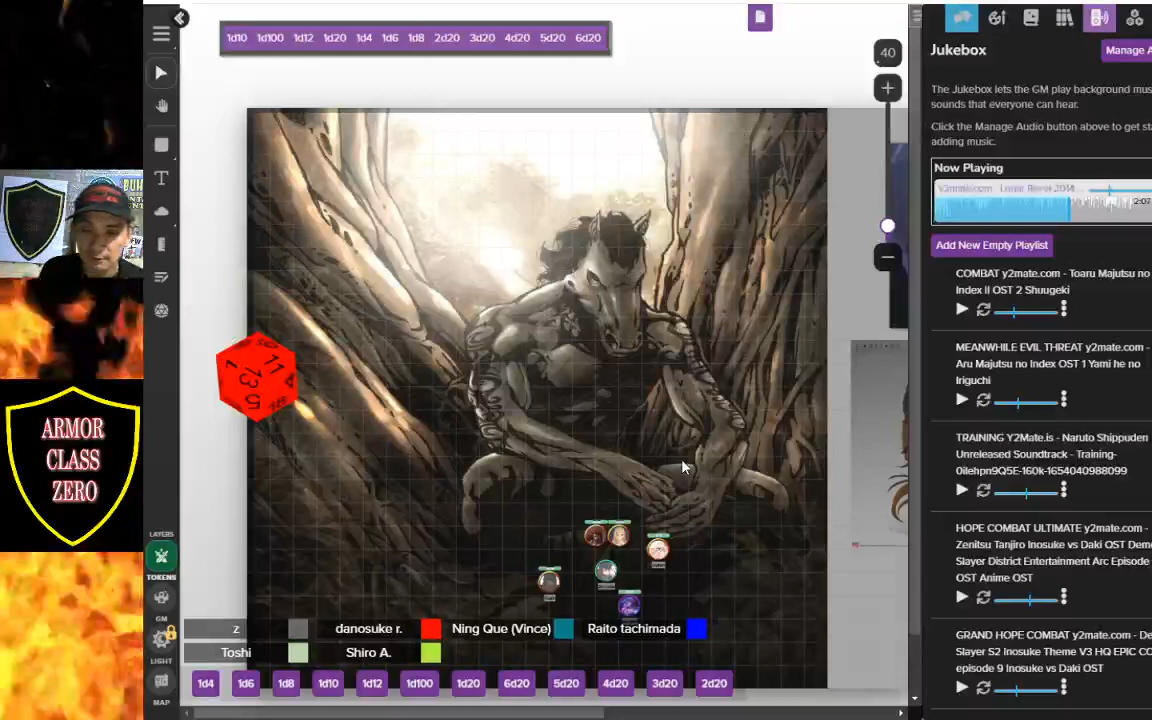 1d10 1d100 1d12 1d20 1d4 1d6 1d8 2d20 3d20 4d20 5d20 6d20
.40
Jukebox
Manage A
The Jukebox lets the GM play background mus
sounds that everyone can hear.
Click the Manage Audio button above to get sta
adding music.
Now Playing
2:07
Add New Empty Playlist
COMBAT y2mate.com - Toaru Majutsu no
Index II OST 2 Shuugeki
MEANWHILE EVIL THREAT y2mate.com -
Aru Majutsu no Index OST 1 Yami he no
Iriguchi
TRAINING Y2Mate.is - Naruto Shippuden
Unreleased Soundtrack - Training-
0ilehpn9Q5E-160k-1654040988099
HOPE COMBAT ULTIMATE y2mate.com -
Zenitsu Tanjiro Inosuke vs Daki OST Dem
Slayer District Entertainment Arc Episode
OST Anime OST
GRAND HOPE COMBAT y2mate.com - De
Slayer S2 Inosuke Theme V3 HQ EPIC CO
episode 9 Inosuke vs Daki OST
ARMOR
CLASS
ZERO
11
13
5
LAYERS
TOKENS
GM
LIGHT
MAP
z danosuke r. Ning Que (Vince) Raito tachimada
Toshi Shiro A.
1d4 1d6 1d8 1d10 1d12 1d100 1d20 6d20 5d20 4d20 3d20 2d20